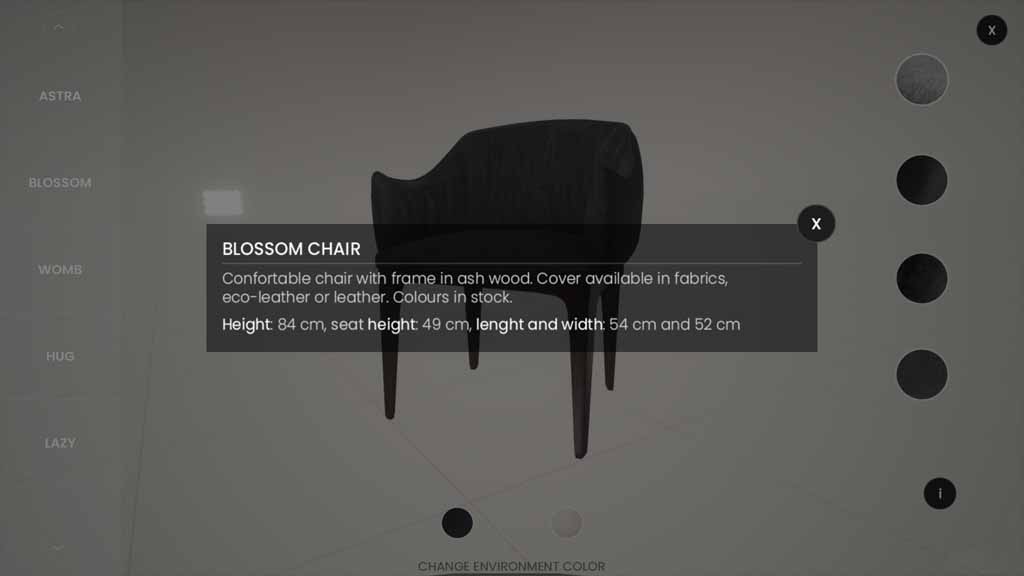 ASTRA
BLOSSOM
WOMB
HUG
LAZY
X
X
BLOSSOM CHAIR
Confortable chair with frame in ash wood. Cover available in fabrics,
eco-leather or leather. Colours in stock.
Height: 84 cm, seat height: 49 cm, lenght and width: 54 cm and 52 cm
i
CHANGE ENVIRONMENT COLOR